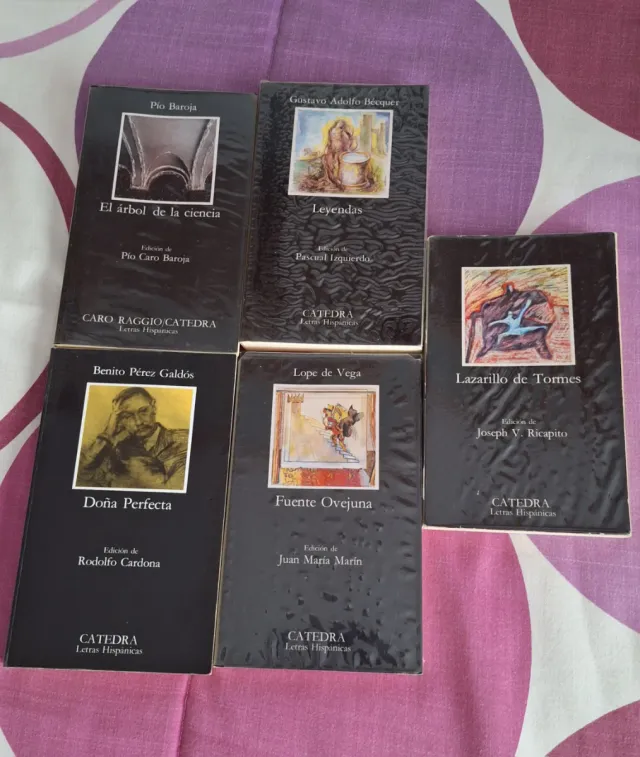 Pío Baroja
El árbol de la ciencia
Edición de
Pío Caro Baroja
CARO RAGGIO/CATEDRA
Letras Hispánicas
Gustavo Adolfo Bécquer
Leyendas
Edición de
Pascual Izquierdo
CATEDRA
Letras Hispánicas
Lazarillo de Tormes
Edición de
Joseph V. Ricapito
CATEDRA
Letras Hispánicas
Benito Pérez Galdós
Doña Perfecta
Edición de
Rodolfo Cardona
CATEDRA
Letras Hispánicas
Lope de Vega
Fuente Ovejuna
Edición de
Juan María Marín
CATEDRA
Letras Hispánicas